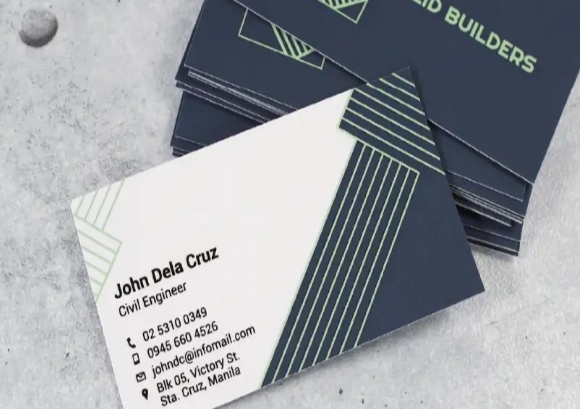 BUILDERS
John Dela Cruz
Civil Engineer
02 5310 0349
0945 660 4526
johndc@infomail.com
Blk 05, Victory St.
Sta. Cruz, Manila